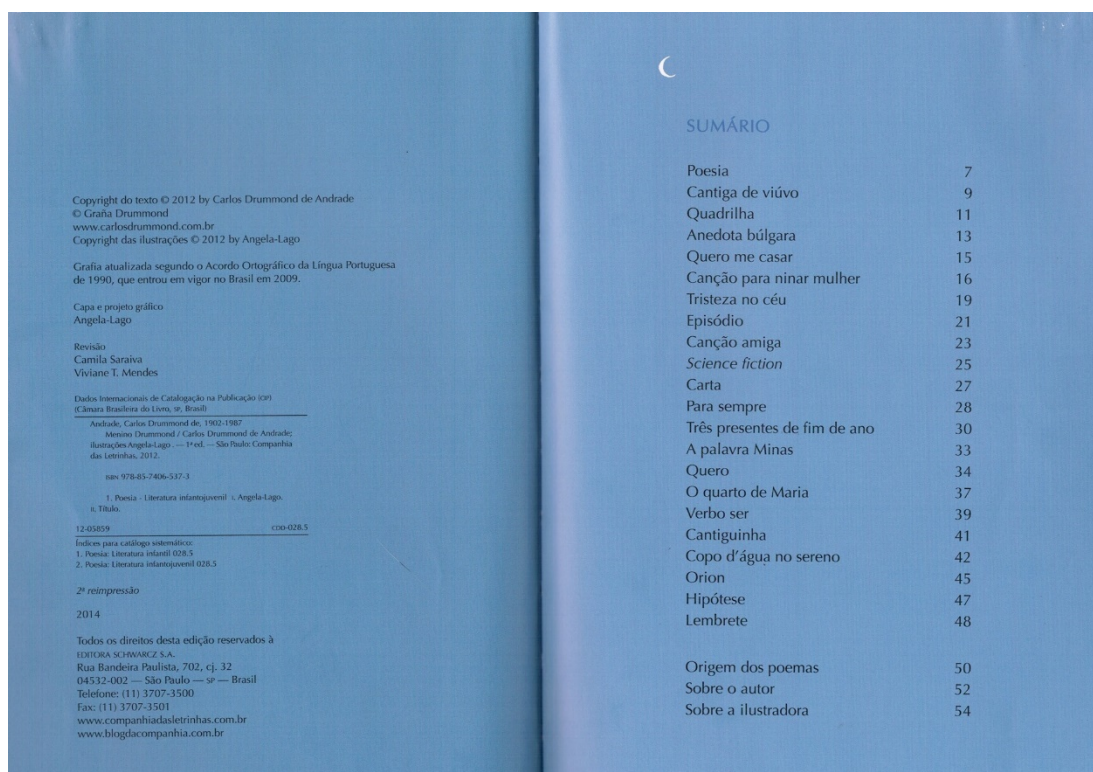 Copyright do texto © 2012 by Carlos Drummond de Andrade
© Graña Drummond
www.carlosdrummond.com.br
Copyright das ilustrações © 2012 by Angela-Lago
Grafia atualizada segundo o Acordo Ortográfico da Língua Portuguesa
de 1990, que entrou em vigor no Brasil em 2009.
Capa e projeto gráfico
Angela-Lago
Revisão
Camila Saraiva
Viviane T. Mendes
Dados Internacionais de Catalogação na Publicação (CIP)
(Câmara Brasileira do Livro, SP, Brasil)
Andrade, Carlos Drummond de, 1902-1987
Menino Drummond / Carlos Drummond de Andrade;
ilustrações Angela-Lago . — 1ª ed. — São Paulo: Companhia
das Letrinhas, 2012.
ISBN 978-85-7406-537-3
1. Poesia - Literatura infantojuvenil I. Angela-Lago.
II. Título.
12-05859 CDD-028.5
Índices para catálogo sistemático:
1. Poesia: Literatura infantil 028.5
2. Poesia: Literatura infantojuvenil 028.5
2ª reimpressão
2014
Todos os direitos desta edição reservados à
EDITORA SCHWARCZ S.A.
Rua Bandeira Paulista, 702, cj. 32
04532-002 — São Paulo — SP — Brasil
Telefone: (11) 3707-3500
Fax: (11) 3707-3501
www.companhiadasletrinhas.com.br
www.blogdacompanhia.com.br
SUMÁRIO
Poesia 7
Cantiga de viúvo 9
Quadrilha 11
Anedota búlgara 13
Quero me casar 15
Canção para ninar mulher 16
Tristeza no céu 19
Episódio 21
Canção amiga 23
Science fiction 25
Carta 27
Para sempre 28
Três presentes de fim de ano 30
A palavra Minas 33
Quero 34
O quarto de Maria 37
Verbo ser 39
Cantiguinha 41
Copo d'água no sereno 42
Orion 45
Hipótese 47
Lembrete 48
Origem dos poemas 50
Sobre o autor 52
Sobre a ilustradora 54